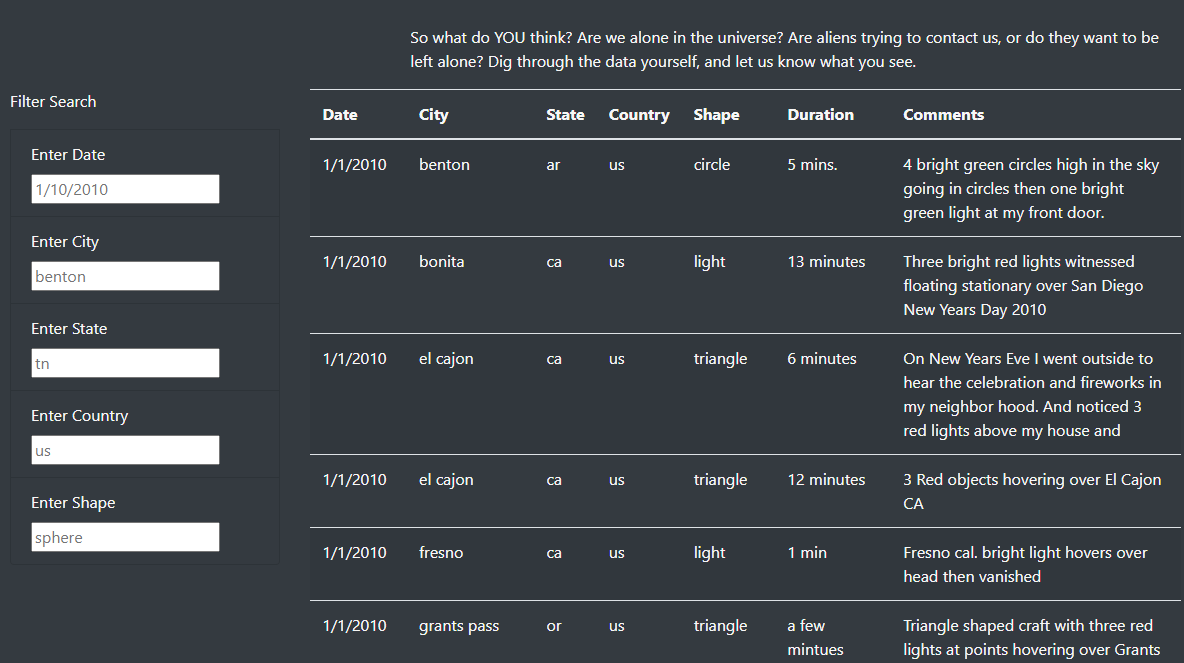 So what do YOU think? Are we alone in the universe? Are aliens trying to contact us, or do they want to be
left alone? Dig through the data yourself, and let us know what you see.
Filter Search
Enter Date
1/10/2010
Enter City
benton
Enter State
tn
Enter Country
us
Enter Shape
sphere
Date City State Country Shape Duration Comments
1/1/2010 benton ar us circle 5 mins. 4 bright green circles high in the sky
going in circles then one bright
green light at my front door.
1/1/2010 bonita ca us light 13 minutes Three bright red lights witnessed
floating stationary over San Diego
New Years Day 2010
1/1/2010 el cajon ca us triangle 6 minutes On New Years Eve I went outside to
hear the celebration and fireworks in
my neighbor hood. And noticed 3
red lights above my house and
1/1/2010 el cajon ca us triangle 12 minutes 3 Red objects hovering over El Cajon
CA
1/1/2010 fresno ca us light 1 min Fresno cal. bright light hovers over
head then vanished
1/1/2010 grants pass or us triangle a few Triangle shaped craft with three red
mintues lights at points hovering over Grants